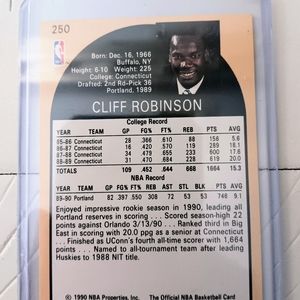 250
NBA
Born: Dec. 16, 1966
Buffalo, NY
Height: 6-10 Weight: 225
College: Connecticut
Drafted: 2nd Rd-Pick 36
Portland, 1989
CLIFF ROBINSON
College Record
YEAR TEAM GP FG% FT% REB PTS AVG
85-86 Connecticut 28 .366 .610 88 156 5.6
86-87 Connecticut 16 .420 .570 119 289 18.1
87-88 Connecticut 34 .479 .655 233 600 17.6
88-89 Connecticut 31 .470 .684 228 619 20.0
TOTALS 109 .452 .644 668 1664 15.3
NBA Record
YEAR TEAM GP FG% FT% REB AST STL BLK PTS AVG
89-90 Portland 82 .397 .550 308 72 53 53 746 9.1
Enjoyed impressive rookie season in 1990, leading all
Portland reserves in scoring . . . Scored season-high 22
points against Orlando 3/13/90 . . . Ranked third in Big
East in scoring with 20.0 ppg as a senior at Connecticut . .
. Finished as UConn's fourth all-time scorer with 1,664
points . . . Named to all-tournament team after leading
Huskies to 1988 NIT title.
© 1990 NBA Properties, Inc. The Official NBA Basketball Card